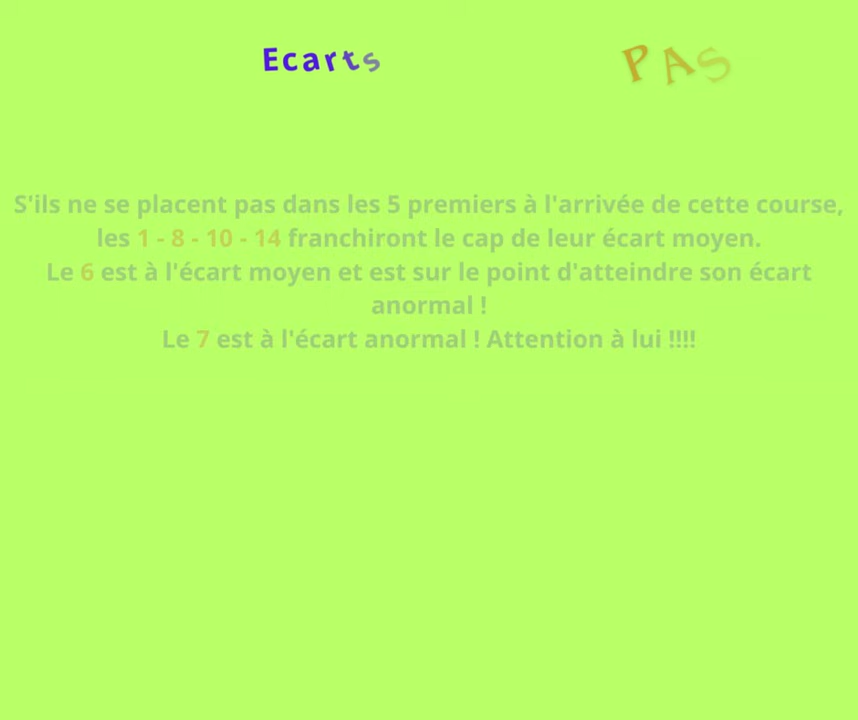 Ecarts
PAS
S'ils ne se placent pas dans les 5 premiers à l'arrivée de cette course,
les 1 - 8 - 10 - 14 franchiront le cap de leur écart moyen.
Le 6 est à l'écart moyen et est sur le point d'atteindre son écart
anormal !
Le 7 est à l'écart anormal ! Attention à lui !!!!